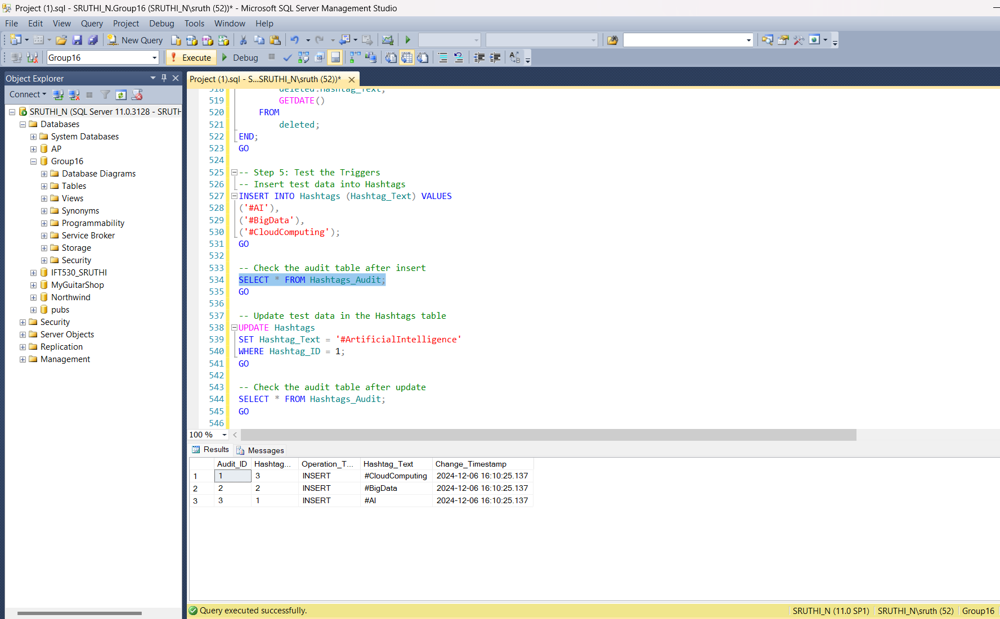 Project (1).sql - SRUTHI_N.Group16 (SRUTHI_N\sruth (52))* - Microsoft SQL Server Management Studio
File Edit View Query Project Debug Tools Window Help
New Query
Group16 Execute Debug
Object Explorer
Connect
SRUTHI_N (SQL Server 11.0.3128 - SRUTH
Databases
System Databases
AP
Group16
Database Diagrams
Tables
Views
Synonyms
Programmability
Service Broker
Storage
Security
IFT530_SRUTHI
MyGuitarShop
Northwind
pubs
Security
Server Objects
Replication
Management
Project (1).sql - S...SRUTHI_N\sruth (52))*
518 deleted.Hashtag_Text,
519 GETDATE()
520 FROM
521 deleted;
522 END;
523 GO
524
525 -- Step 5: Test the Triggers
526 -- Insert test data into Hashtags
527 INSERT INTO Hashtags (Hashtag_Text) VALUES
528 ('#AI'),
529 ('#BigData'),
530 ('#CloudComputing');
531 GO
532
533 -- Check the audit table after insert
534 SELECT * FROM Hashtags_Audit;
535 GO
536
537 -- Update test data in the Hashtags table
538 UPDATE Hashtags
539 SET Hashtag_Text = '#ArtificialIntelligence'
540 WHERE Hashtag_ID = 1;
541 GO
542
543 -- Check the audit table after update
544 SELECT * FROM Hashtags_Audit;
545 GO
546
100 %
Results Messages
Audit_ID Hashtag... Operation_T... Hashtag_Text Change_Timestamp
1 1 3 INSERT #CloudComputing 2024-12-06 16:10:25.137
2 2 2 INSERT #BigData 2024-12-06 16:10:25.137
3 3 1 INSERT #AI 2024-12-06 16:10:25.137
Query executed successfully. SRUTHI_N (11.0 SP1) SRUTHI_N\sruth (52) Group16